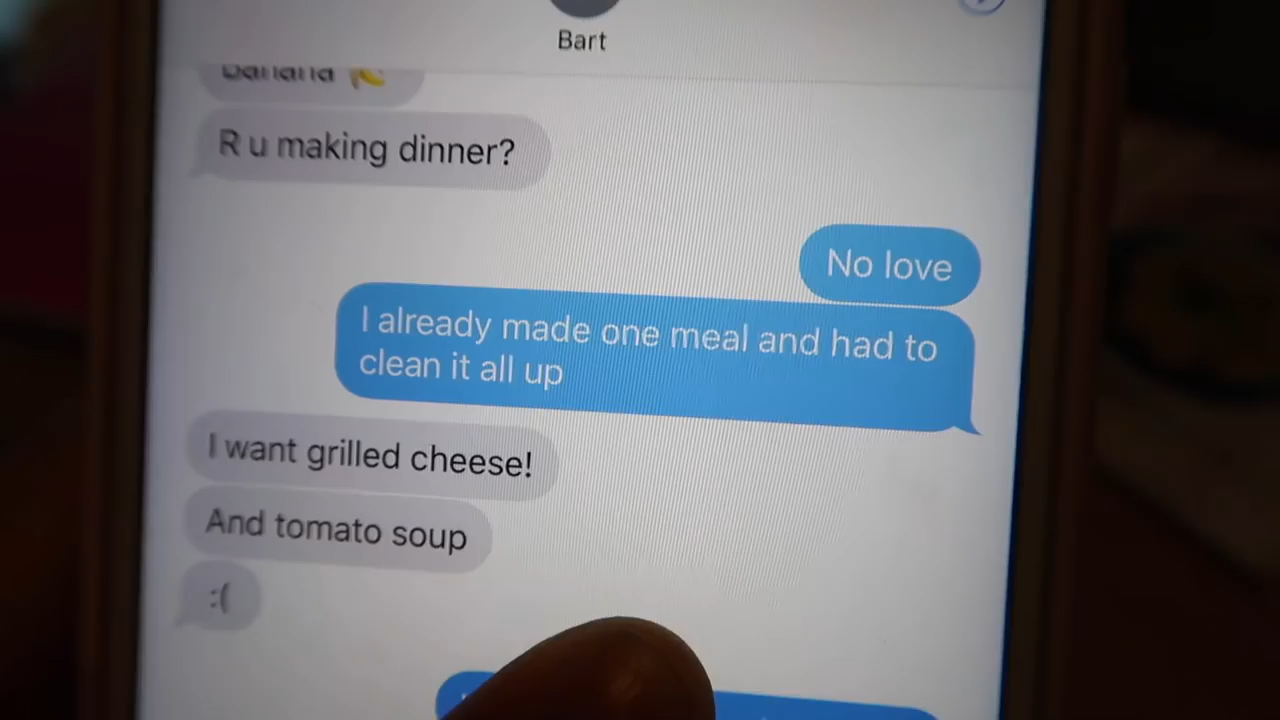 Bart
Banana 🍌
R u making dinner?
No love
I already made one meal and had to
clean it all up
I want grilled cheese!
And tomato soup
:(